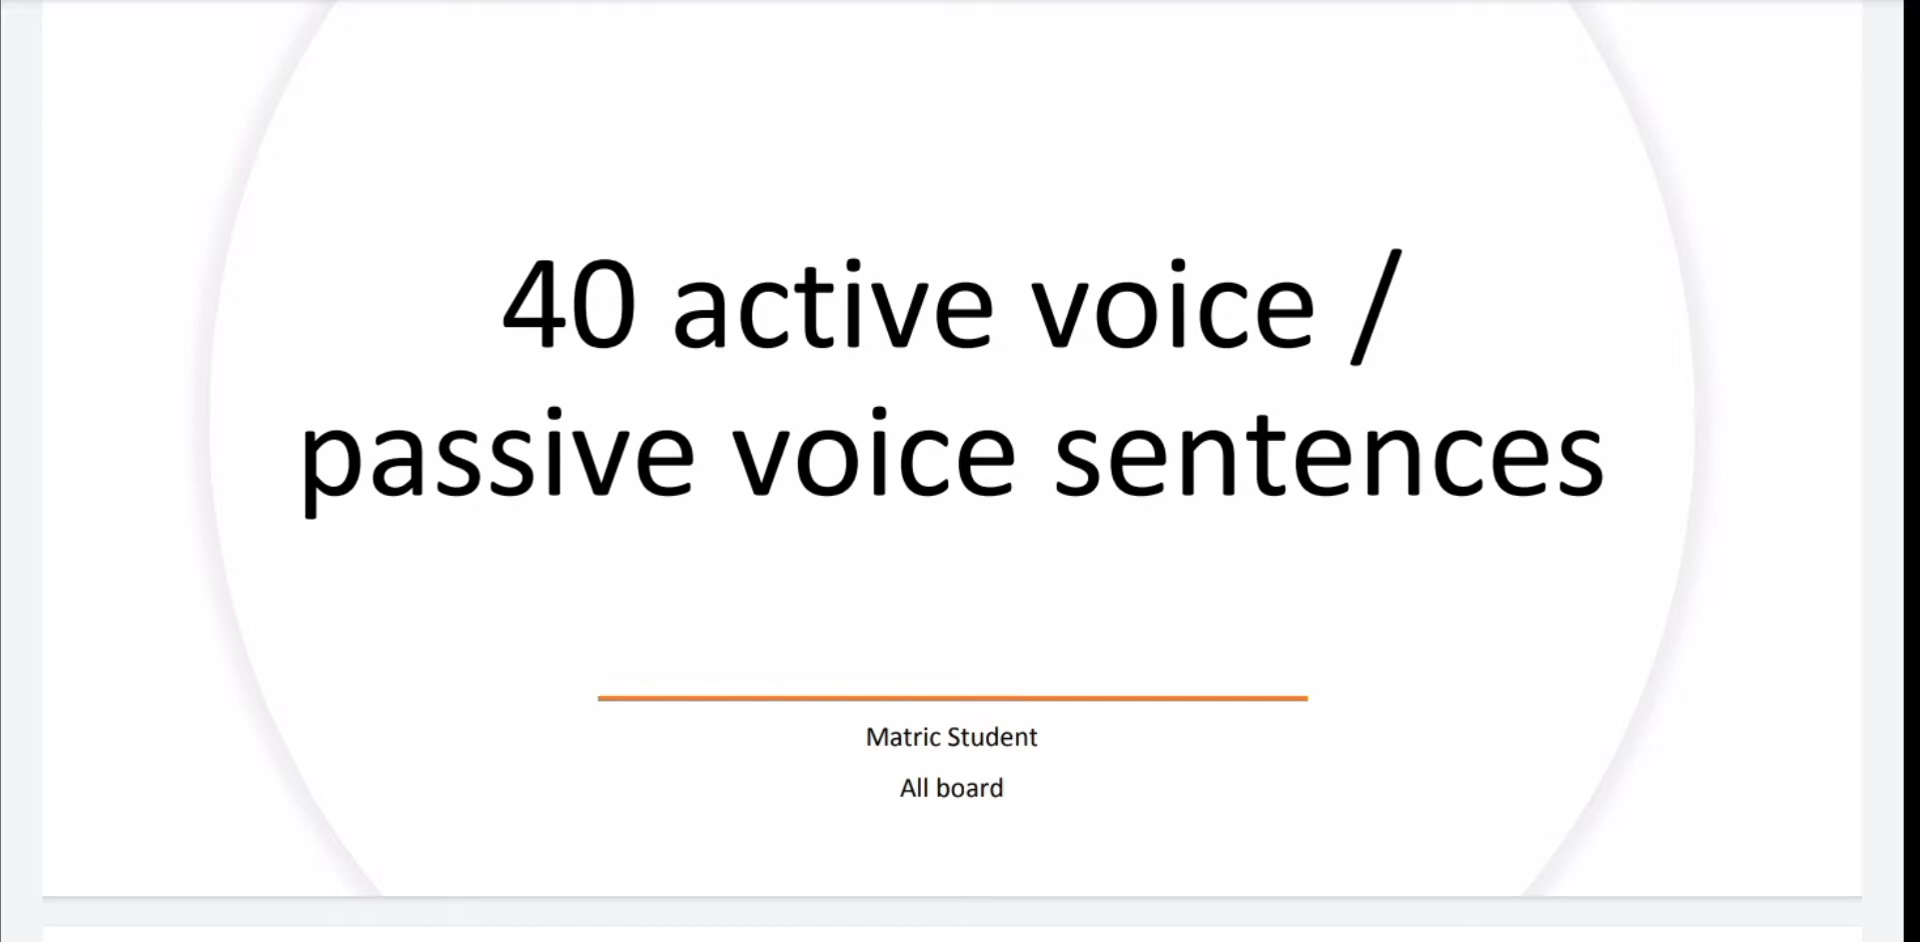 40 active voice /
passive voice sentences
Matric Student
All board